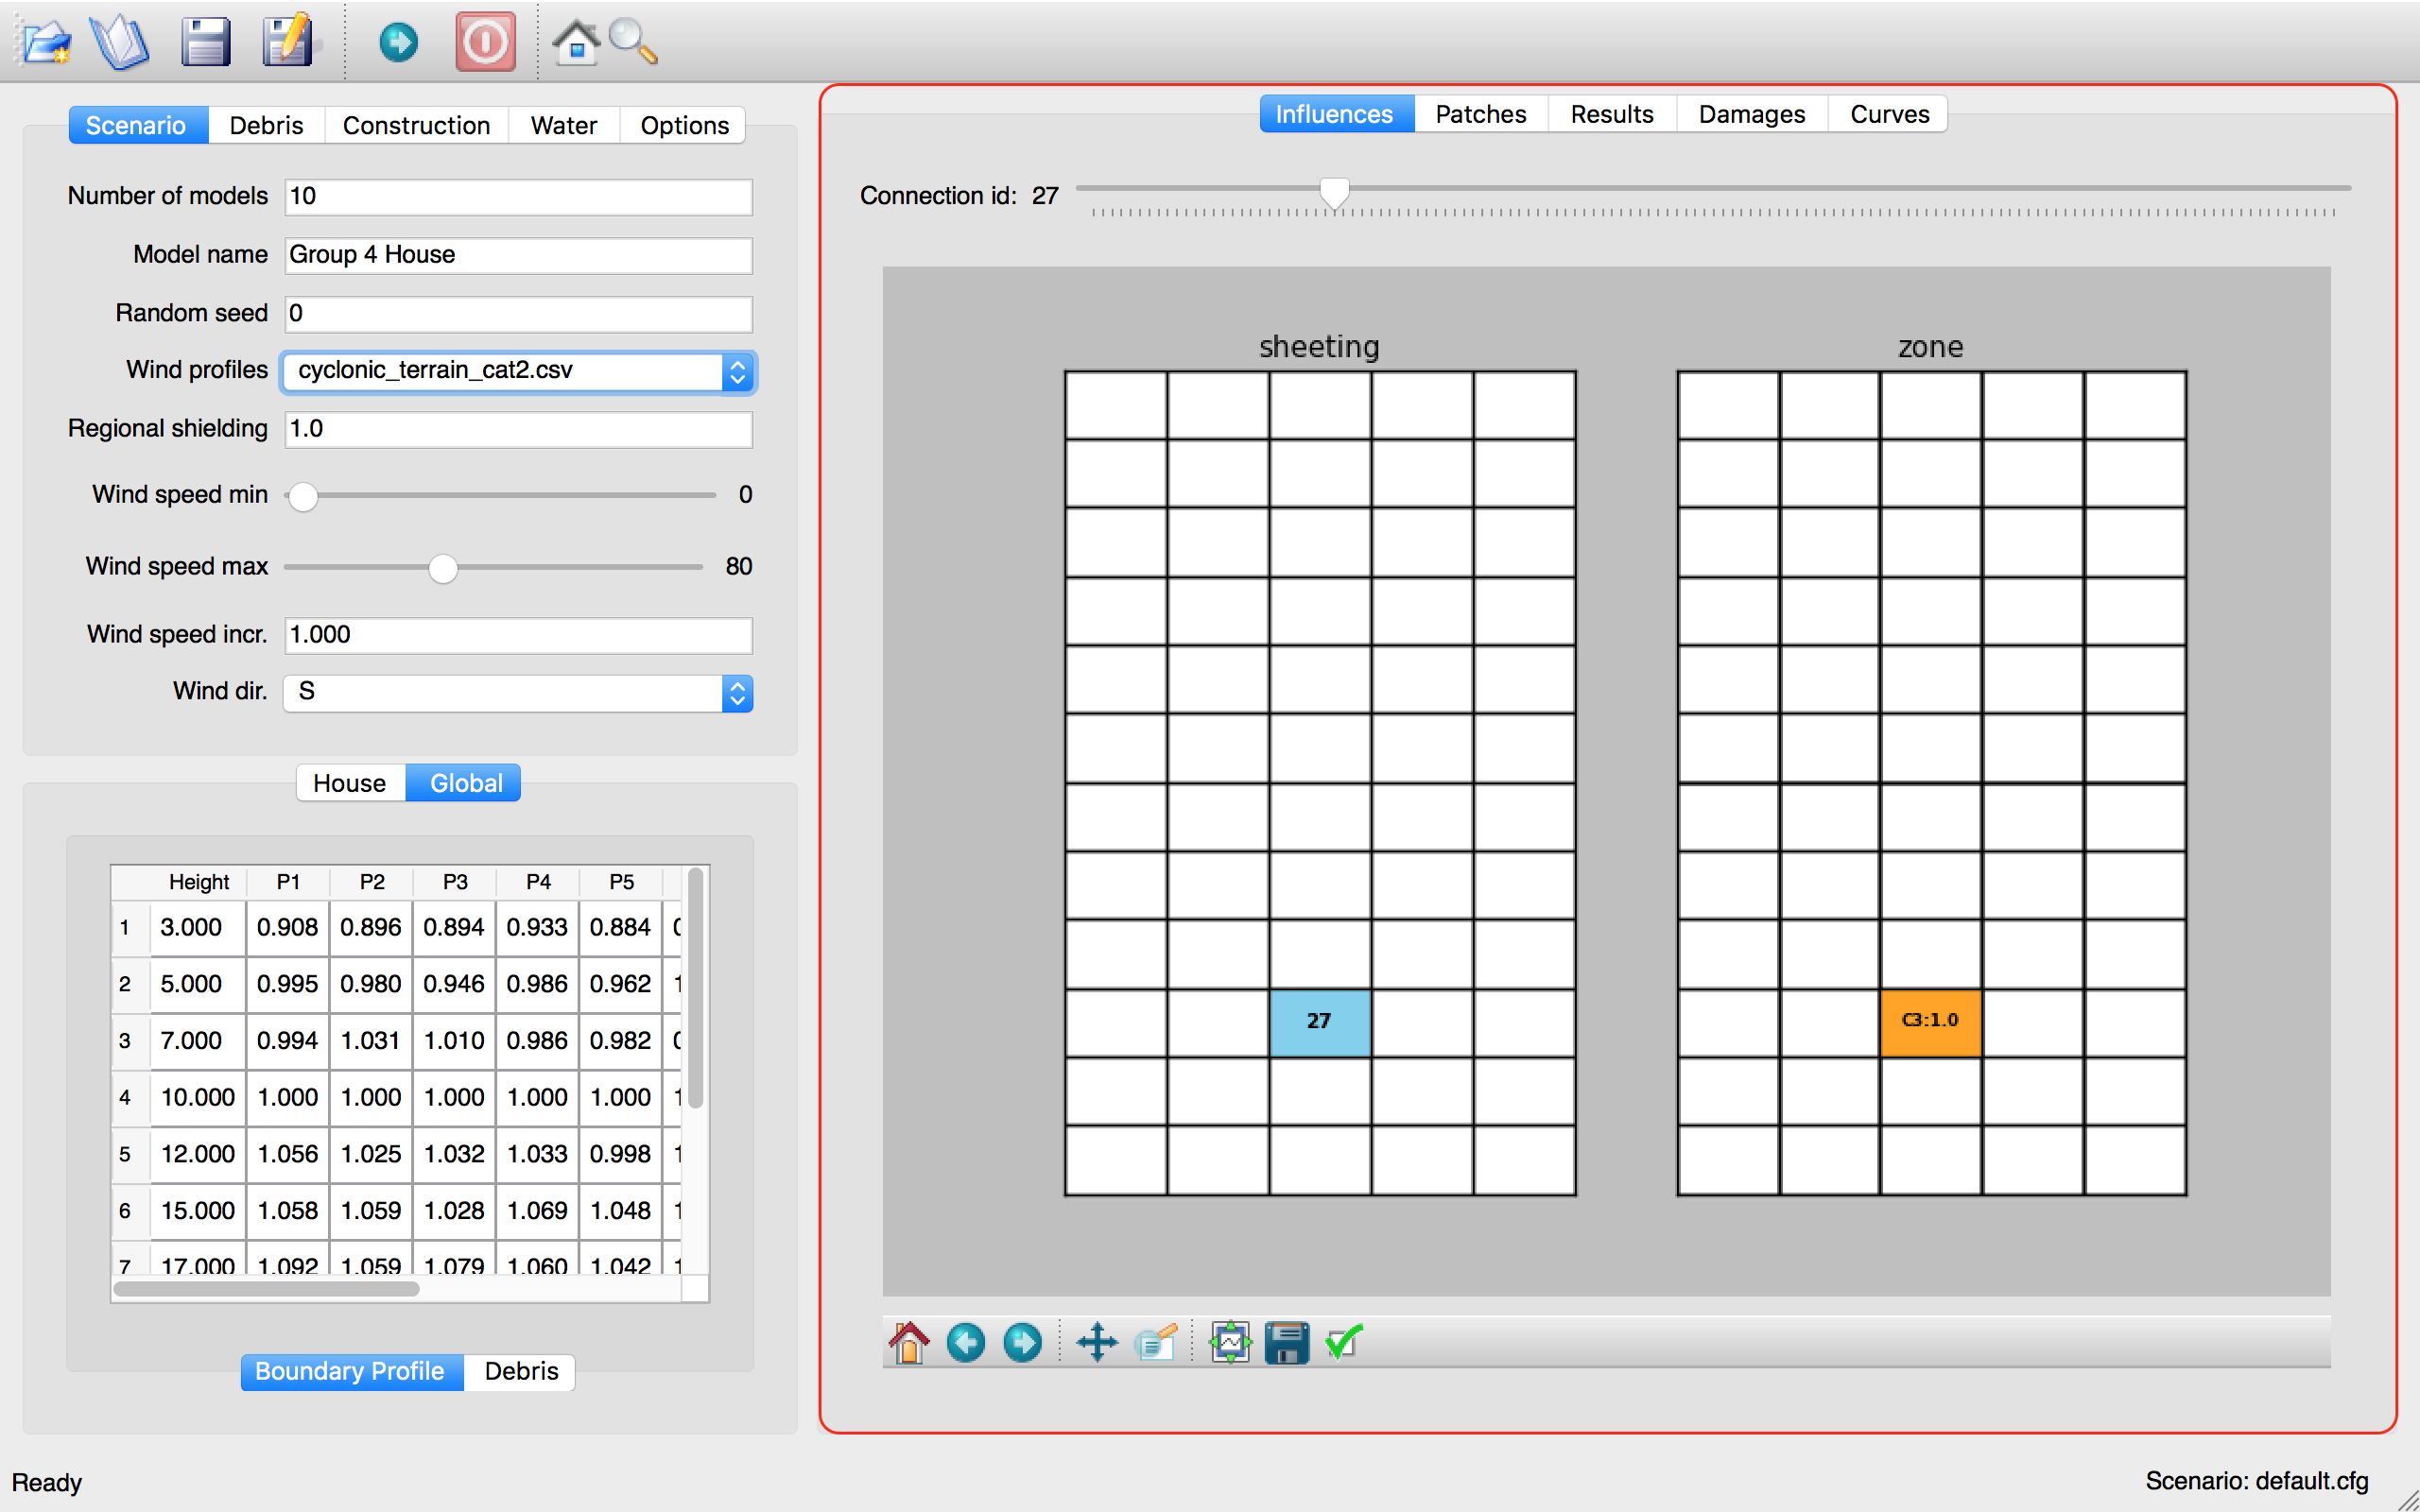 Scenario Debris Construction Water Options
Number of models 10
Model name Group 4 House
Random seed 0
Wind profiles cyclonic_terrain_cat2.csv
Regional shielding 1.0
Wind speed min 0
Wind speed max 80
Wind speed incr. 1.000
Wind dir. S
House Global
Height P1 P2 P3 P4 P5
1 3.000 0.908 0.896 0.894 0.933 0.884
2 5.000 0.995 0.980 0.946 0.986 0.962
3 7.000 0.994 1.031 1.010 0.986 0.982
4 10.000 1.000 1.000 1.000 1.000 1.000
5 12.000 1.056 1.025 1.032 1.033 0.998
6 15.000 1.058 1.059 1.028 1.069 1.048
7 17.000 1.092 1.059 1.079 1.060 1.042
Boundary Profile Debris
Influences Patches Results Damages Curves
Connection id: 27
sheeting
27
zone
C3:1.0
Ready
Scenario: default.cfg